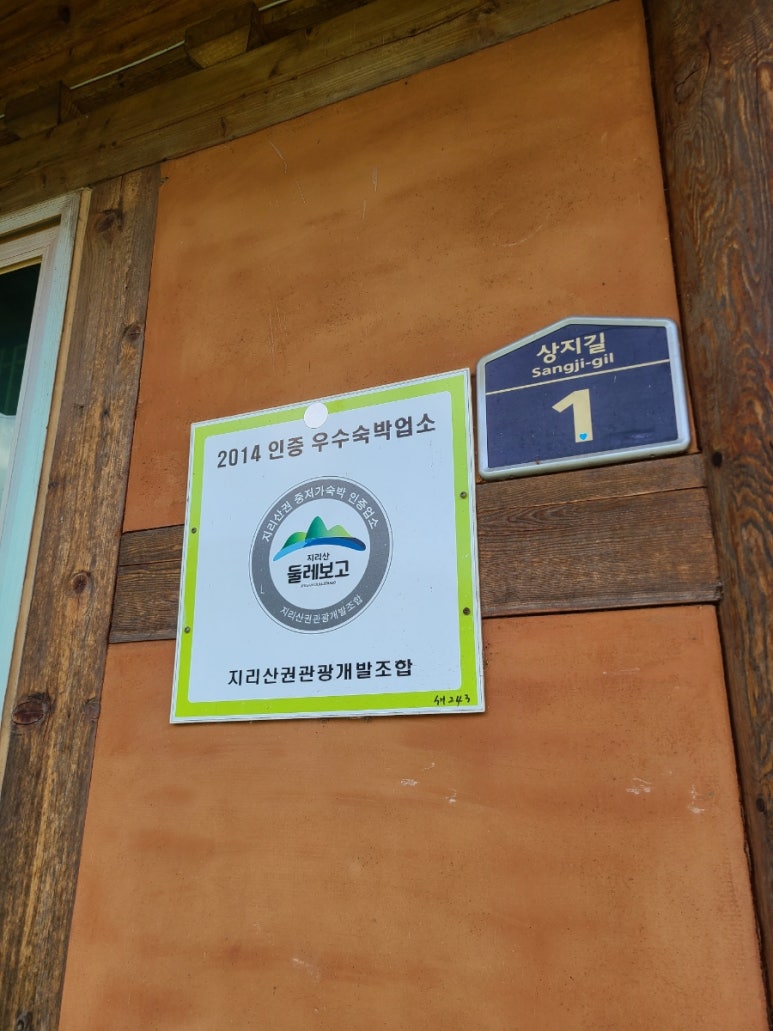 상지길
Sangji-gil
1
2014 인증 우수숙박업소
지리산권 중저가숙박 인증업소
지리산
둘레보고
지리산권관광개발조합
지리산권관광개발조합
243